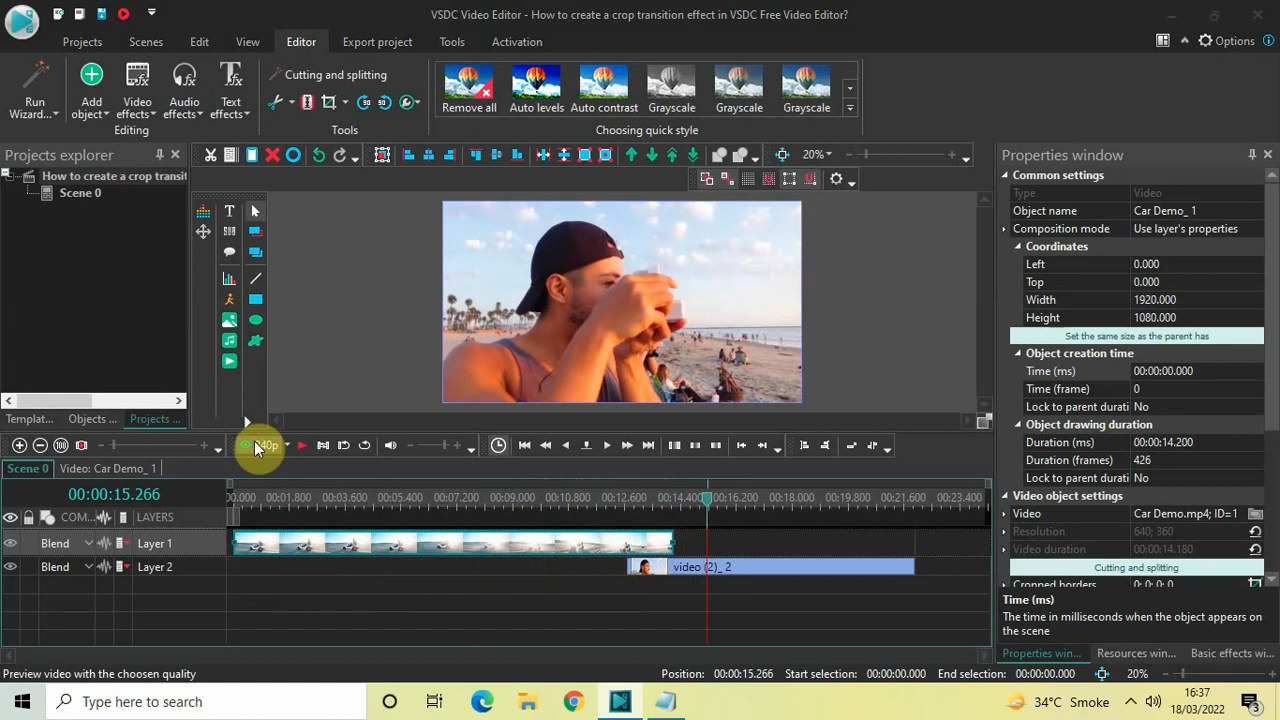 VSDC Video Editor - How to create a crop transition effect in VSDC Free Video Editor?
Projects
Scenes
Edit
View
Editor
Export project
Tools
Activation
Options
Run
Wizard...
Add
object
Video
effects
Audio
effects
Text
effects
Editing
Cutting and splitting
Tools
Remove all
Auto levels
Auto contrast
Grayscale
Grayscale
Grayscale
Choosing quick style
Projects explorer
How to create a crop transit
Scene 0
Templat...
Objects ...
Projects ...
20%
Properties window
Common settings
Type Video
Object name Car Demo_ 1
Composition mode Use layer's properties
Coordinates
Left 0.000
Top 0.000
Width 1920.000
Height 1080.000
Set the same size as the parent has
Object creation time
Time (ms) 00:00:00.000
Time (frame) 0
Lock to parent durati No
Object drawing duration
Duration (ms) 00:00:14.200
Duration (frames) 426
Lock to parent durati No
Video object settings
Video Car Demo.mp4; ID=1
Resolution 640; 360
Video duration 00:00:14.180
Cutting and splitting
Cropped borders 0; 0; 0; 0
Time (ms)
The time in milliseconds when the object appears on
the scene
Properties win...
Resources win...
Basic effects wi...
Scene 0
Video: Car Demo_ 1
00:00:15.266
0.000 00:01.800 00:03.600 00:05.400 00:07.200 00:09.000 00:10.800 00:12.600 00:14.400 00:16.200 00:18.000 00:19.800 00:21.600 00:23.400
COM...
LAYERS
Blend
Layer 1
Blend
Layer 2
video (2)_ 2
Preview video with the choosen quality
Position: 00:00:15.266
Start selection: 00:00:00.000
End selection: 00:00:00.000
20%
Type here to search
34°C Smoke
16:37
18/03/2022
3